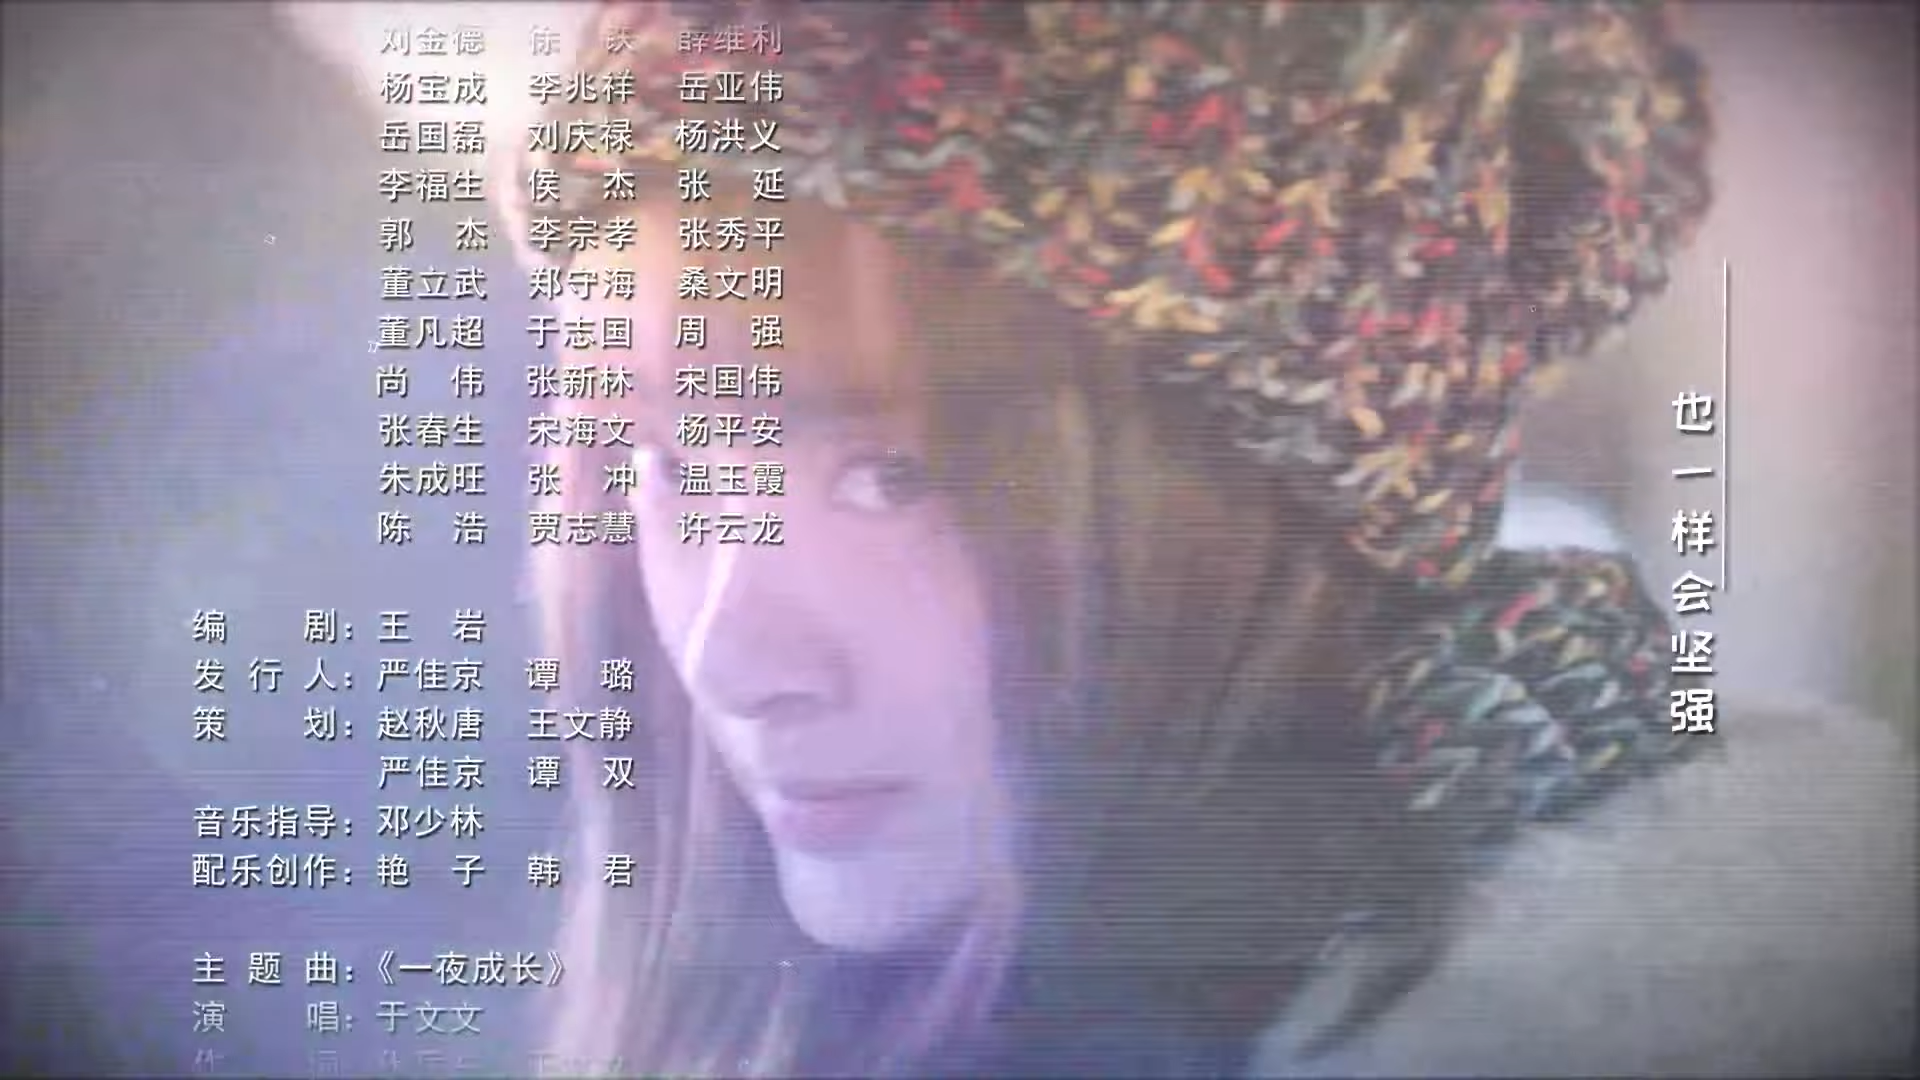 刘金德 徐 轶 薛维利
杨宝成 李兆祥 岳亚伟
岳国磊 刘庆禄 杨洪义
李福生 侯 杰 张 延
郭 杰 李宗孝 张秀平
董立武 郑守海 桑文明
董凡超 于志国 周 强
尚 伟 张新林 宋国伟
张春生 宋海文 杨平安
朱成旺 张 冲 温玉霞
陈 浩 贾志慧 许云龙
编 剧：王 岩
发 行 人：严佳京 谭 璐
策 划：赵秋唐 王文静
严佳京 谭 双
音乐指导：邓少林
配乐创作：艳 子 韩 君
主 题 曲：《一夜成长》
演 唱：于文文
也一样会坚强